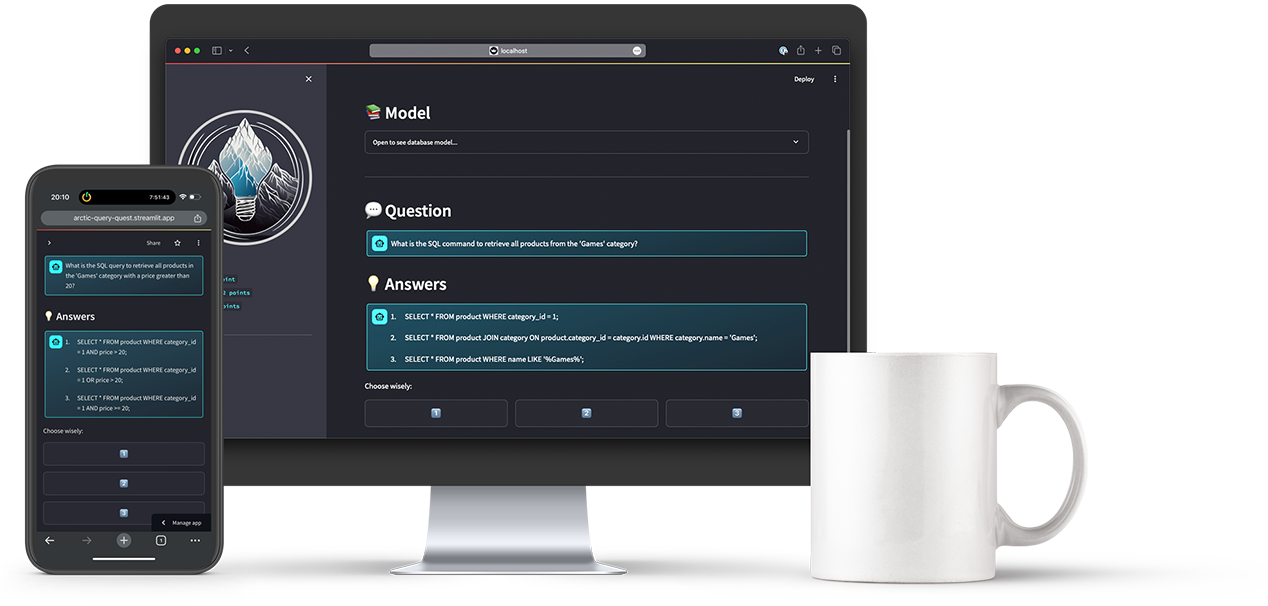 localhost
Deploy
Model
Open to see database model...
Question
What is the SQL command to retrieve all products from the 'Games' category?
Answers
1. SELECT * FROM product WHERE category_id = 1;
2. SELECT * FROM product JOIN category ON product.category_id = category.id WHERE category.name = 'Games';
3. SELECT * FROM product WHERE name LIKE '%Games%';
Choose wisely:
1
2
3
points
20:10
7:51:43
arctic-query-quest.streamlit.app
Share
What is the SQL query to retrieve all products in
the 'Games' category with a price greater than
20?
Answers
1. SELECT * FROM product WHERE category_id
= 1 AND price > 20;
2. SELECT * FROM product WHERE category_id
= 1 OR price > 20;
3. SELECT * FROM product WHERE category_id
= 1 AND price >= 20;
Choose wisely:
1
2
3
Manage app
1